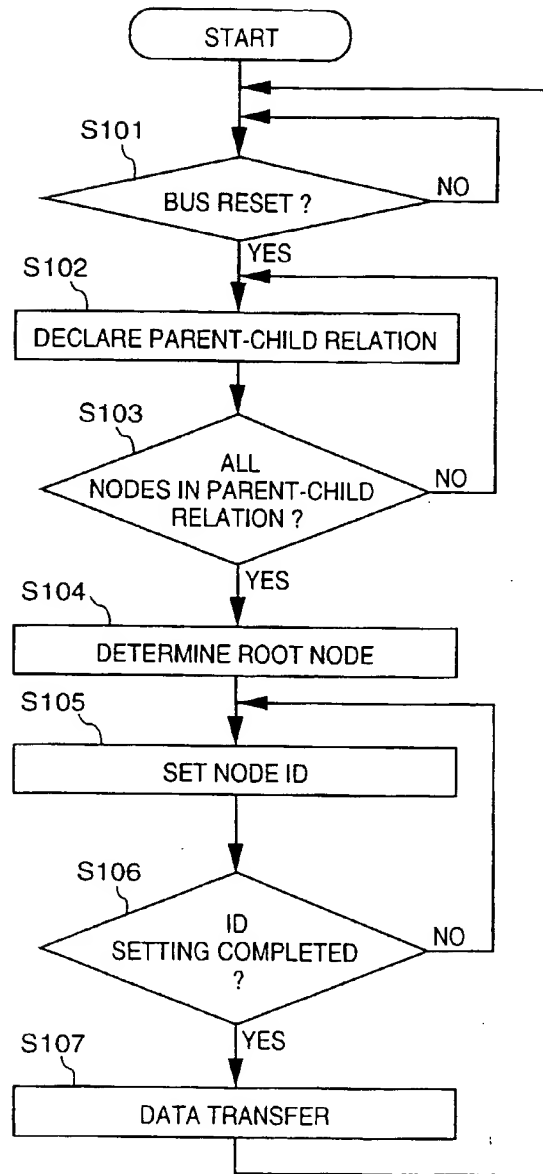 START
S101
BUS RESET ?
NO
YES
S102
DECLARE PARENT-CHILD RELATION
S103
ALL
NODES IN PARENT-CHILD
RELATION ?
NO
YES
S104
DETERMINE ROOT NODE
S105
SET NODE ID
S106
ID
SETTING COMPLETED
?
NO
YES
S107
DATA TRANSFER